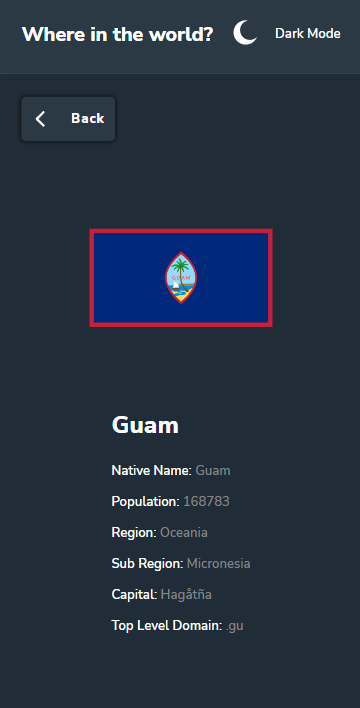 Where in the world?
Dark Mode
Back
GUAM
Guam
Native Name: Guam
Population: 168783
Region: Oceania
Sub Region: Micronesia
Capital: Hagåtña
Top Level Domain: .gu